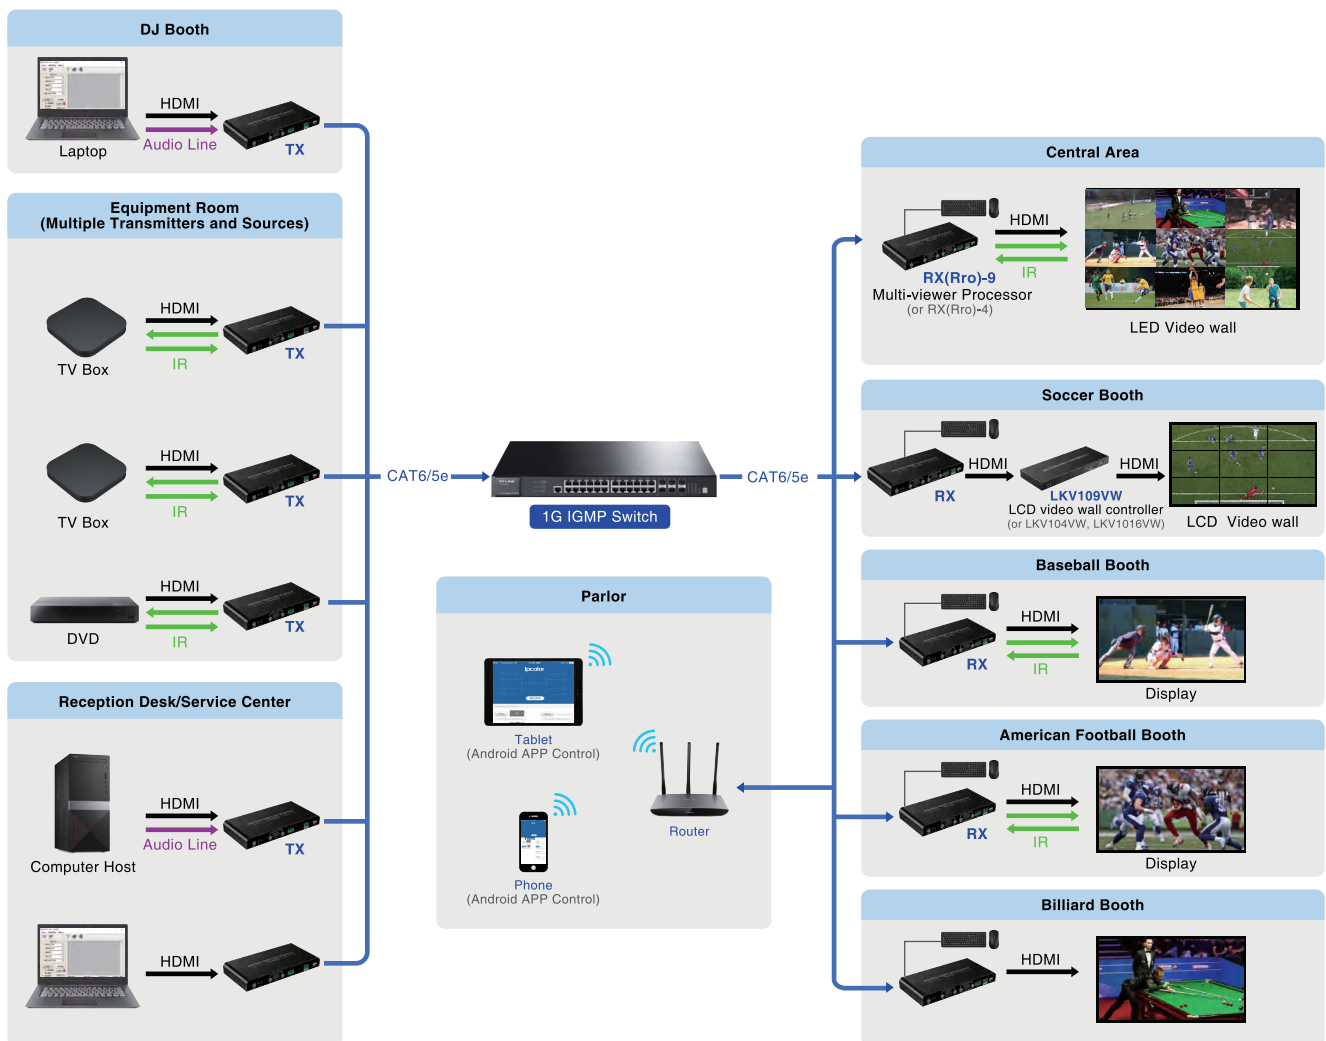 DJ Booth
HDMI
Audio Line
Laptop
TX
Equipment Room
(Multiple Transmitters and Sources)
HDMI
IR
TV Box
TX
HDMI
IR
TV Box
TX
HDMI
IR
DVD
TX
Reception Desk/Service Center
HDMI
Audio Line
Computer Host
TX
HDMI
CAT6/5e
1G IGMP Switch
CAT6/5e
Parlor
Ipcolor
Tablet
(Android APP Control)
Router
Phone
(Android APP Control)
Central Area
HDMI
IR
RX(Rro)-9
Multi-viewer Processor
(or RX(Rro)-4)
LED Video wall
Soccer Booth
HDMI
HDMI
RX
LKV109VW
LCD video wall controller
(or LKV104VW, LKV1016VW)
LCD Video wall
Baseball Booth
HDMI
IR
RX
Display
American Football Booth
HDMI
IR
RX
Display
Billiard Booth
HDMI